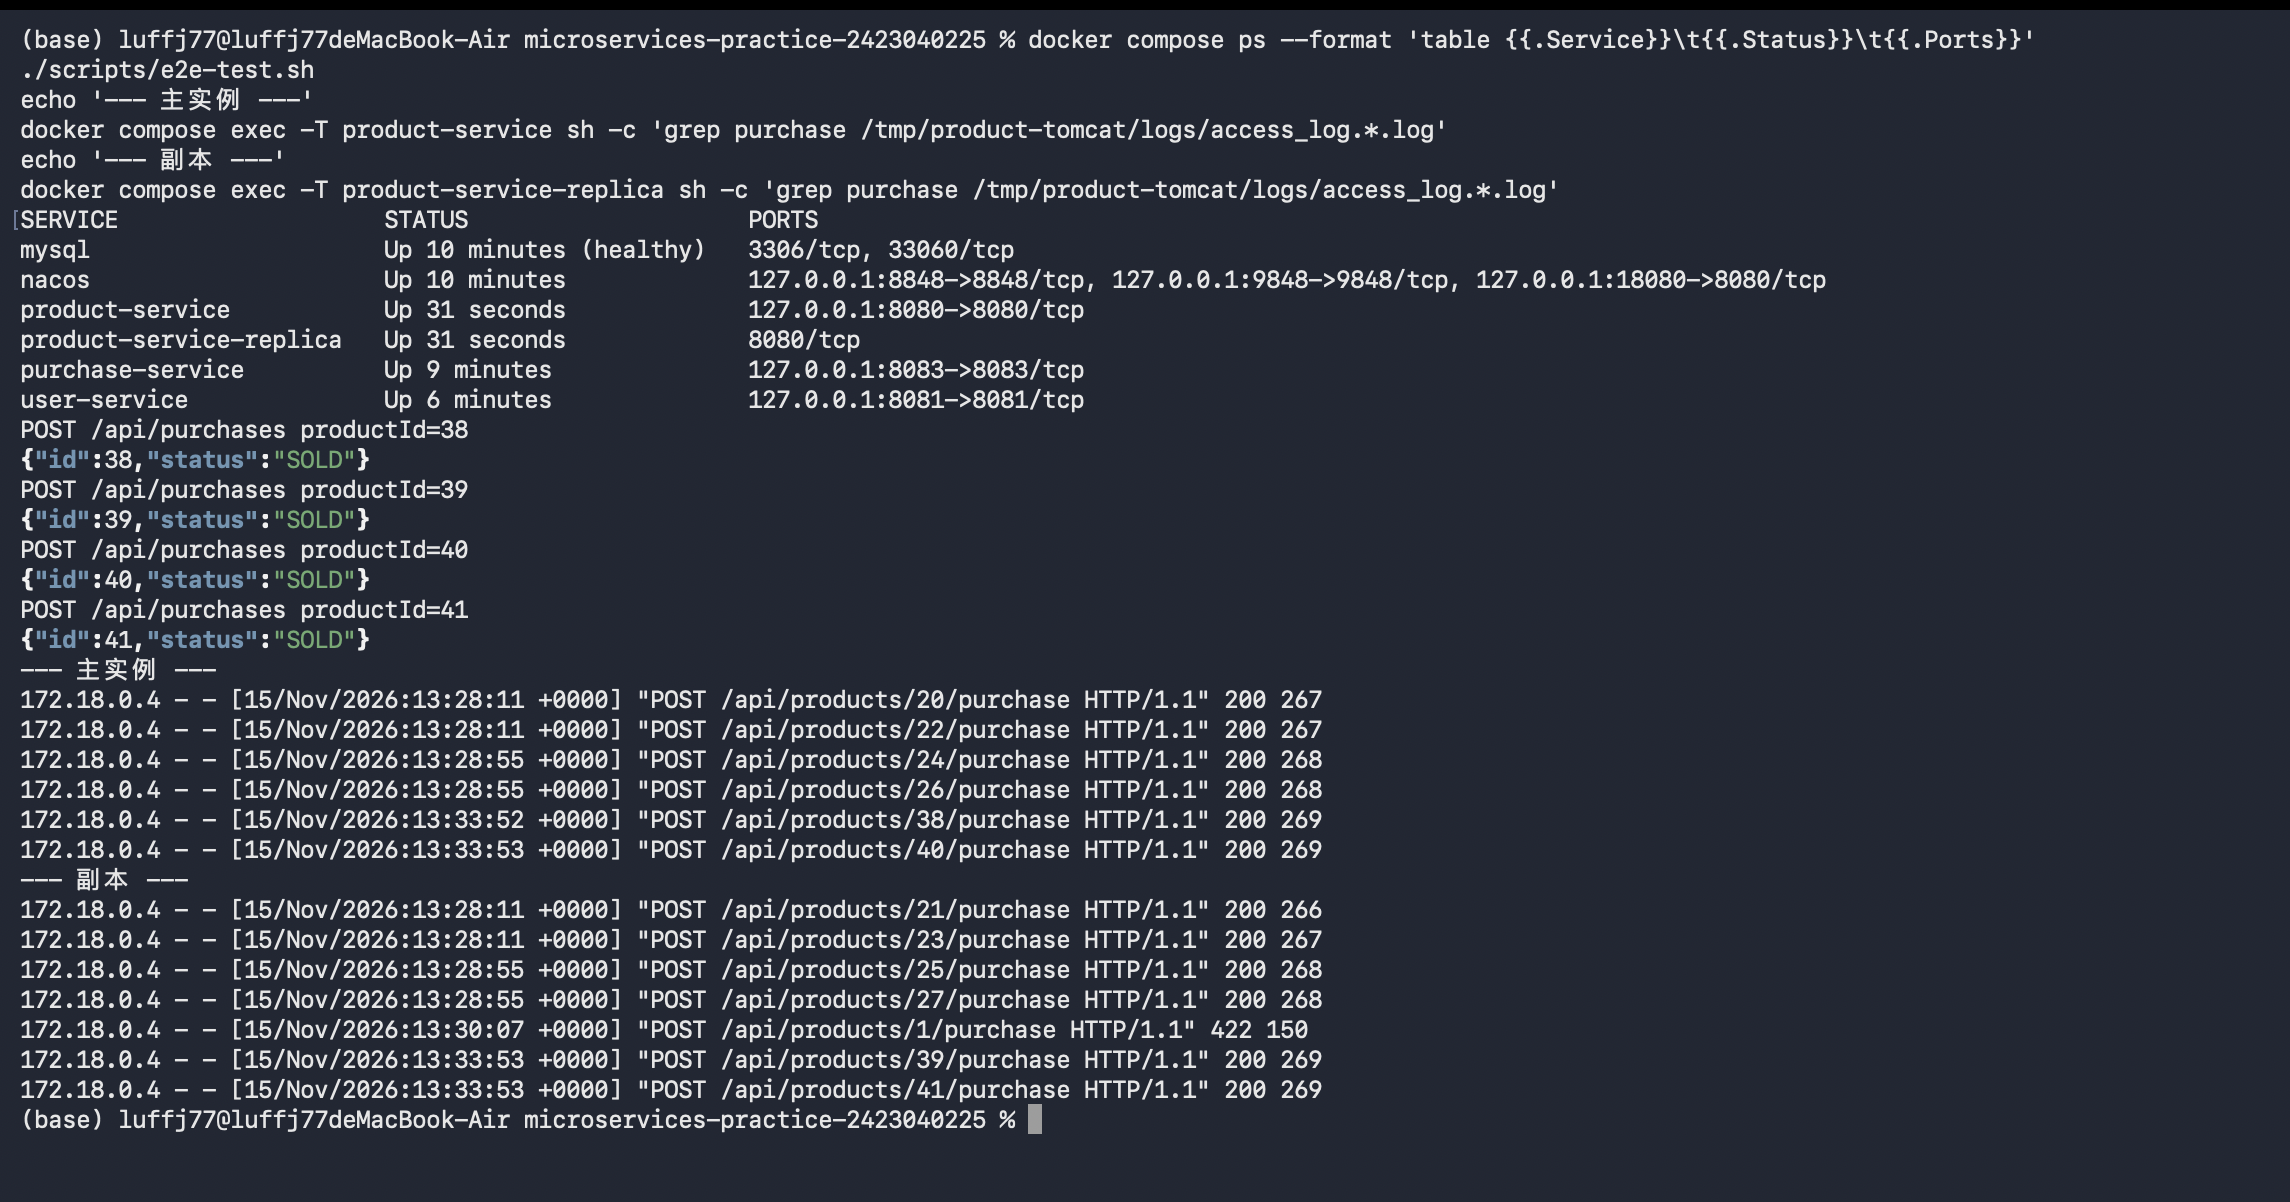 (base) luffj77@luffj77deMacBook-Air microservices-practice-2423040225 % docker compose ps --format 'table {{.Service}}\t{{.Status}}\t{{.Ports}}'
./scripts/e2e-test.sh
echo '--- 主实例 ---'
docker compose exec -T product-service sh -c 'grep purchase /tmp/product-tomcat/logs/access_log.*.log'
echo '--- 副本 ---'
docker compose exec -T product-service-replica sh -c 'grep purchase /tmp/product-tomcat/logs/access_log.*.log'
[SERVICE STATUS PORTS
mysql Up 10 minutes (healthy) 3306/tcp, 33060/tcp
nacos Up 10 minutes 127.0.0.1:8848->8848/tcp, 127.0.0.1:9848->9848/tcp, 127.0.0.1:18080->8080/tcp
product-service Up 31 seconds 127.0.0.1:8080->8080/tcp
product-service-replica Up 31 seconds 8080/tcp
purchase-service Up 9 minutes 127.0.0.1:8083->8083/tcp
user-service Up 6 minutes 127.0.0.1:8081->8081/tcp
POST /api/purchases productId=38
{"id":38,"status":"SOLD"}
POST /api/purchases productId=39
{"id":39,"status":"SOLD"}
POST /api/purchases productId=40
{"id":40,"status":"SOLD"}
POST /api/purchases productId=41
{"id":41,"status":"SOLD"}
--- 主实例 ---
172.18.0.4 - - [15/Nov/2026:13:28:11 +0000] "POST /api/products/20/purchase HTTP/1.1" 200 267
172.18.0.4 - - [15/Nov/2026:13:28:11 +0000] "POST /api/products/22/purchase HTTP/1.1" 200 267
172.18.0.4 - - [15/Nov/2026:13:28:55 +0000] "POST /api/products/24/purchase HTTP/1.1" 200 268
172.18.0.4 - - [15/Nov/2026:13:28:55 +0000] "POST /api/products/26/purchase HTTP/1.1" 200 268
172.18.0.4 - - [15/Nov/2026:13:33:52 +0000] "POST /api/products/38/purchase HTTP/1.1" 200 269
172.18.0.4 - - [15/Nov/2026:13:33:53 +0000] "POST /api/products/40/purchase HTTP/1.1" 200 269
--- 副本 ---
172.18.0.4 - - [15/Nov/2026:13:28:11 +0000] "POST /api/products/21/purchase HTTP/1.1" 200 266
172.18.0.4 - - [15/Nov/2026:13:28:11 +0000] "POST /api/products/23/purchase HTTP/1.1" 200 267
172.18.0.4 - - [15/Nov/2026:13:28:55 +0000] "POST /api/products/25/purchase HTTP/1.1" 200 268
172.18.0.4 - - [15/Nov/2026:13:28:55 +0000] "POST /api/products/27/purchase HTTP/1.1" 200 268
172.18.0.4 - - [15/Nov/2026:13:30:07 +0000] "POST /api/products/1/purchase HTTP/1.1" 422 150
172.18.0.4 - - [15/Nov/2026:13:33:53 +0000] "POST /api/products/39/purchase HTTP/1.1" 200 269
172.18.0.4 - - [15/Nov/2026:13:33:53 +0000] "POST /api/products/41/purchase HTTP/1.1" 200 269
(base) luffj77@luffj77deMacBook-Air microservices-practice-2423040225 %